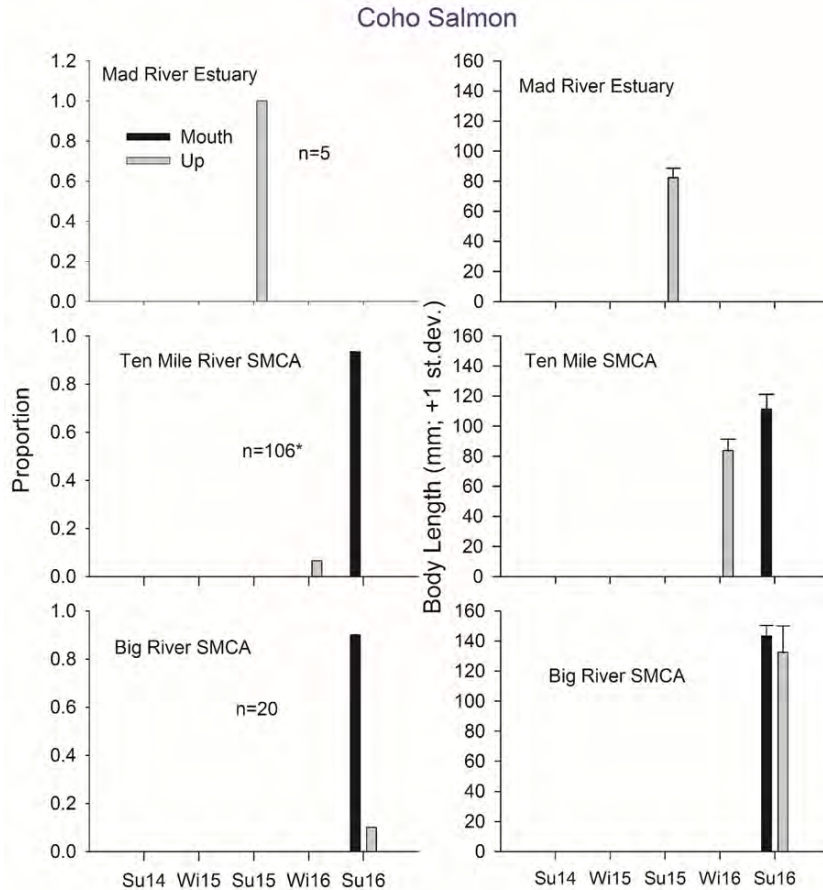 Coho Salmon
Mad River Estuary
Mouth
Up
n=5
1.2
1.0
0.8
0.6
0.4
0.2
0.0
Mad River Estuary
160
140
120
100
80
60
40
20
0
Ten Mile River SMCA
n=106*
1.0
0.8
0.6
0.4
0.2
0.0
Proportion
Ten Mile SMCA
160
140
120
100
80
60
40
20
0
Body Length (mm; +1 st.dev.)
Big River SMCA
n=20
1.0
0.8
0.6
0.4
0.2
0.0
Su14 Wi15 Su15 Wi16 Su16
Big River SMCA
160
140
120
100
80
60
40
20
0
Su14 Wi15 Su15 Wi16 Su16